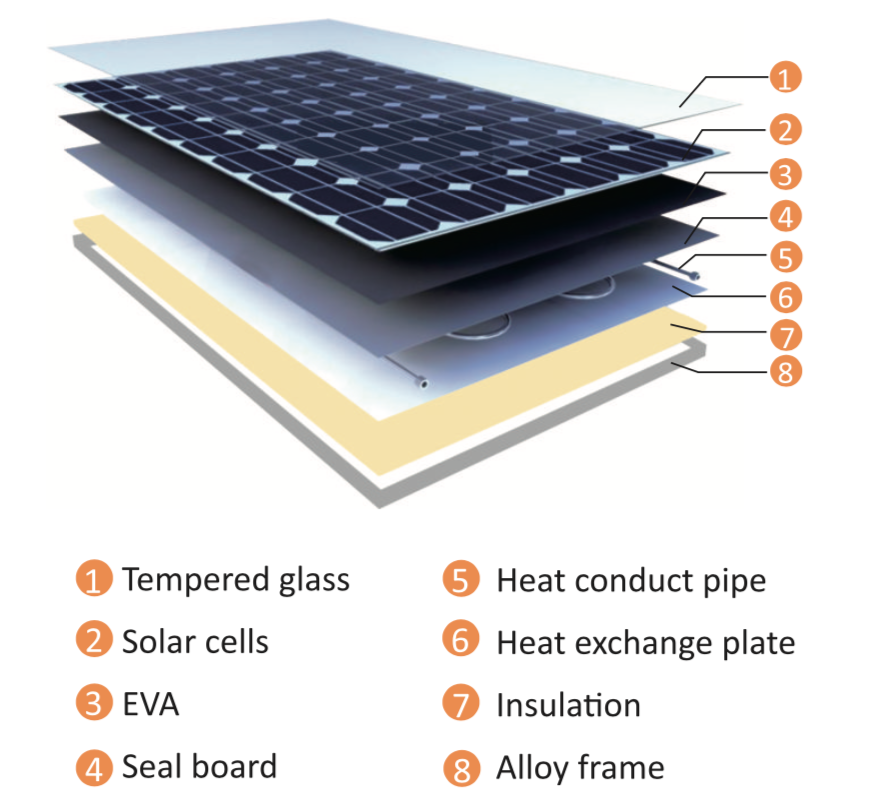 1
2
3
4
5
6
7
8
1 Tempered glass
5 Heat conduct pipe
2 Solar cells
6 Heat exchange plate
3 EVA
7 Insulation
4 Seal board
8 Alloy frame